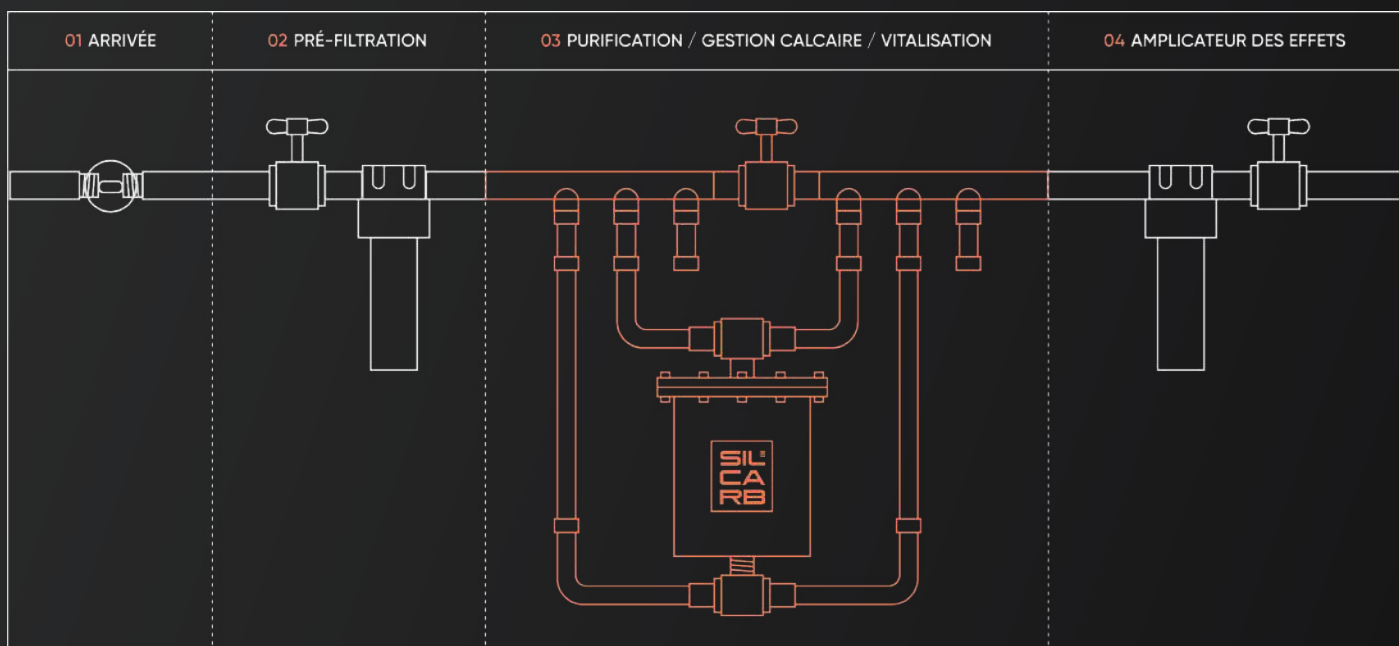 01 ARRIVÉE
02 PRÉ-FILTRATION
03 PURIFICATION / GESTION CALCAIRE / VITALISATION
04 AMPLICATEUR DES EFFETS
SIL
CA
RB